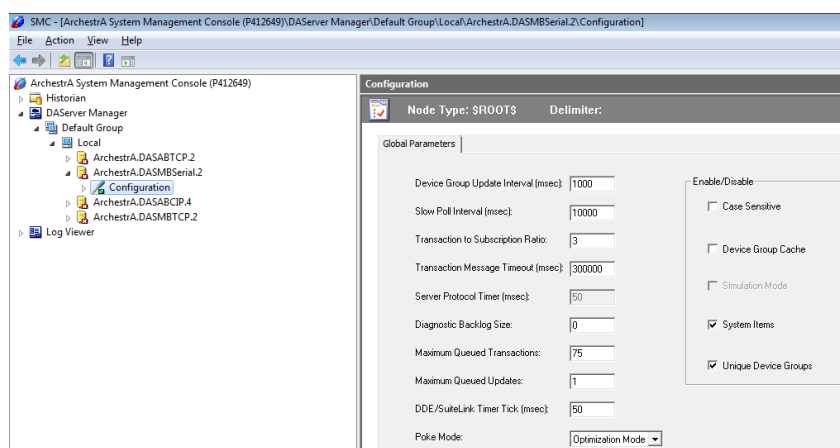 SMC - [ArchestrA System Management Console (P412649)\DAServer Manager\Default Group\Local\ArchestrA.DASMBSerial.2\Configuration]
File Action View Help
ArchestrA System Management Console (P412649)
Historian
DAServer Manager
Default Group
Local
ArchestrA.DASABTCP.2
ArchestrA.DASMBSerial.2
Configuration
ArchestrA.DASABCIP.4
ArchestrA.DASMBTCP.2
Log Viewer
Configuration
Node Type: $ROOT$ Delimiter:
Global Parameters
Device Group Update Interval (msec): 1000
Slow Poll Interval (msec): 10000
Transaction to Subscription Ratio: 3
Transaction Message Timeout (msec): 300000
Server Protocol Timer (msec): 50
Diagnostic Backlog Size: 0
Maximum Queued Transactions: 75
Maximum Queued Updates: 1
DDE/SuiteLink Timer Tick (msec): 50
Poke Mode: Optimization Mode
Enable/Disable
Case Sensitive
Device Group Cache
Simulation Mode
System Items
Unique Device Groups